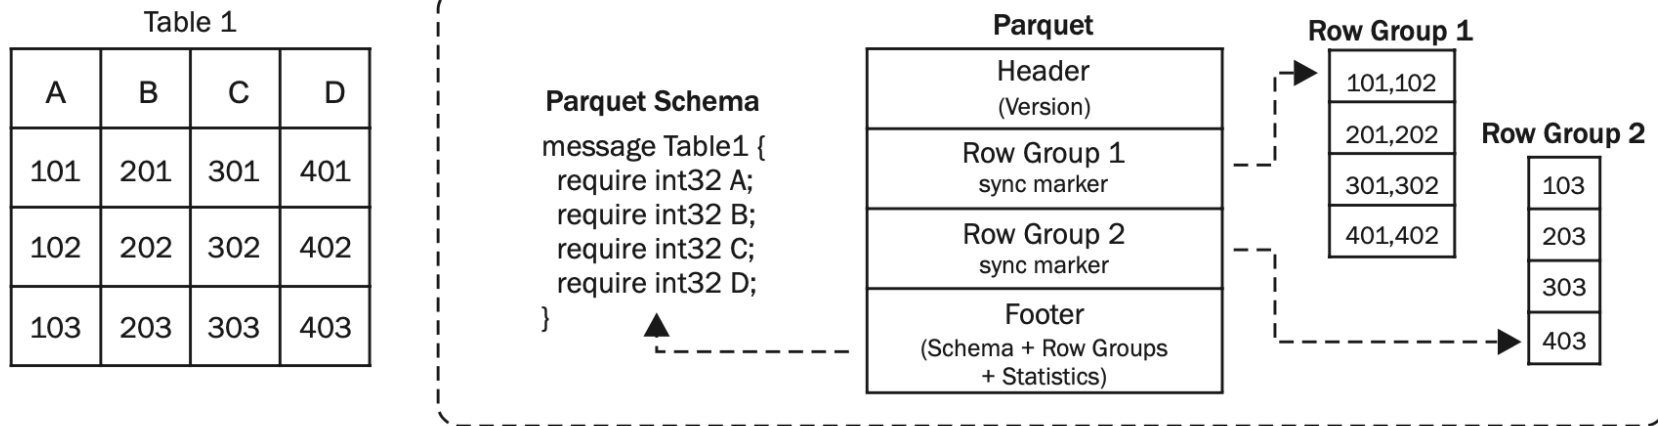 Table 1
A B C D
101 201 301 401
102 202 302 402
103 203 303 403
Parquet Schema
message Table1 {
require int32 A;
require int32 B;
require int32 C;
require int32 D;
}
Parquet
Header
(Version)
Row Group 1
sync marker
Row Group 2
sync marker
Footer
(Schema + Row Groups
+ Statistics)
Row Group 1
101,102
201,202
301,302
401,402
Row Group 2
103
203
303
403